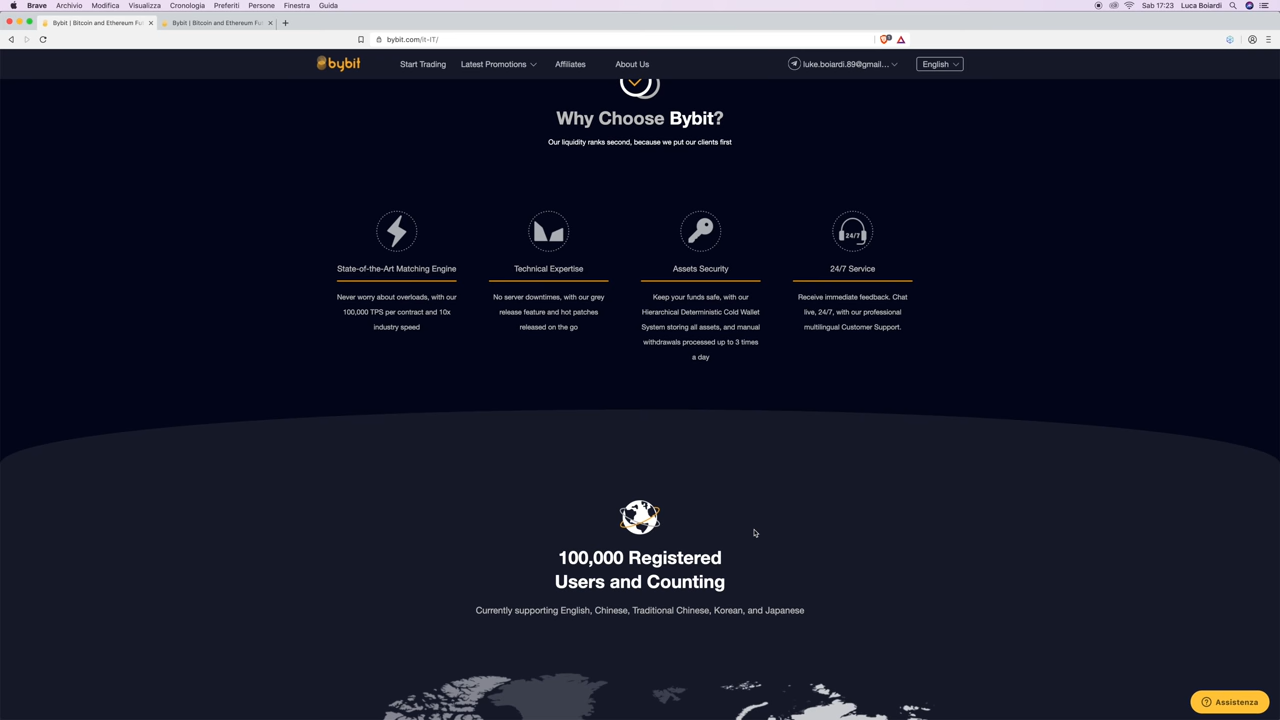 Brave Archivio Modifica Visualizza Cronologia Preferiti Persone Finestra Guida
Sab 17:23 Luca Boiardi
Bybit | Bitcoin and Ethereum Fu
Bybit | Bitcoin and Ethereum Fu
bybit.com/it-IT/
1
bybit
Start Trading
Latest Promotions
Affiliates
About Us
luke.boiardi.89@gmail...
English
Why Choose Bybit?
Our liquidity ranks second, because we put our clients first
State-of-the-Art Matching Engine
Never worry about overloads, with our
100,000 TPS per contract and 10x
industry speed
Technical Expertise
No server downtimes, with our grey
release feature and hot patches
released on the go
Assets Security
Keep your funds safe, with our
Hierarchical Deterministic Cold Wallet
System storing all assets, and manual
withdrawals processed up to 3 times
a day
24/7
24/7 Service
Receive immediate feedback. Chat
live, 24/7, with our professional
multilingual Customer Support.
100,000 Registered
Users and Counting
Currently supporting English, Chinese, Traditional Chinese, Korean, and Japanese
Assistenza